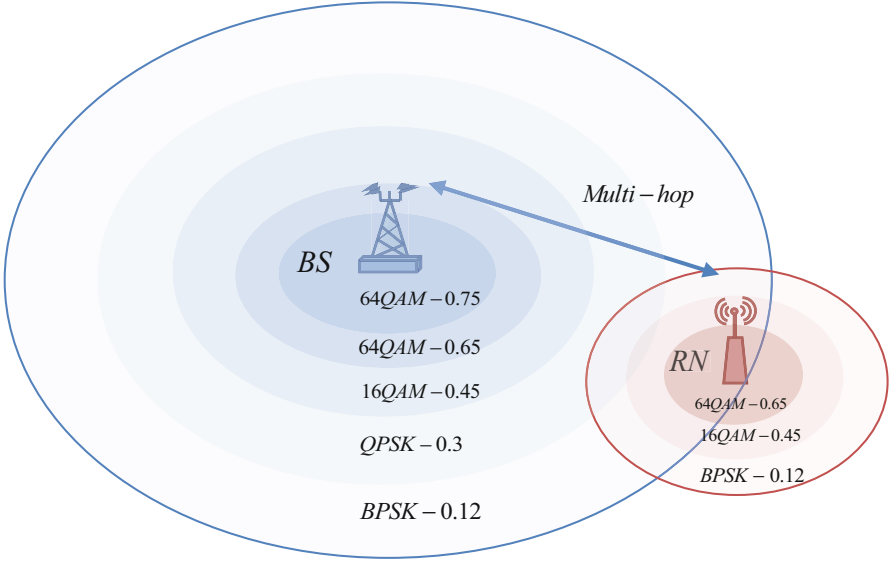 Multi – hop
BS
64QAM – 0.75
64QAM – 0.65
16QAM – 0.45
QPSK – 0.3
BPSK – 0.12
RN
64QAM – 0.65
16QAM – 0.45
BPSK – 0.12